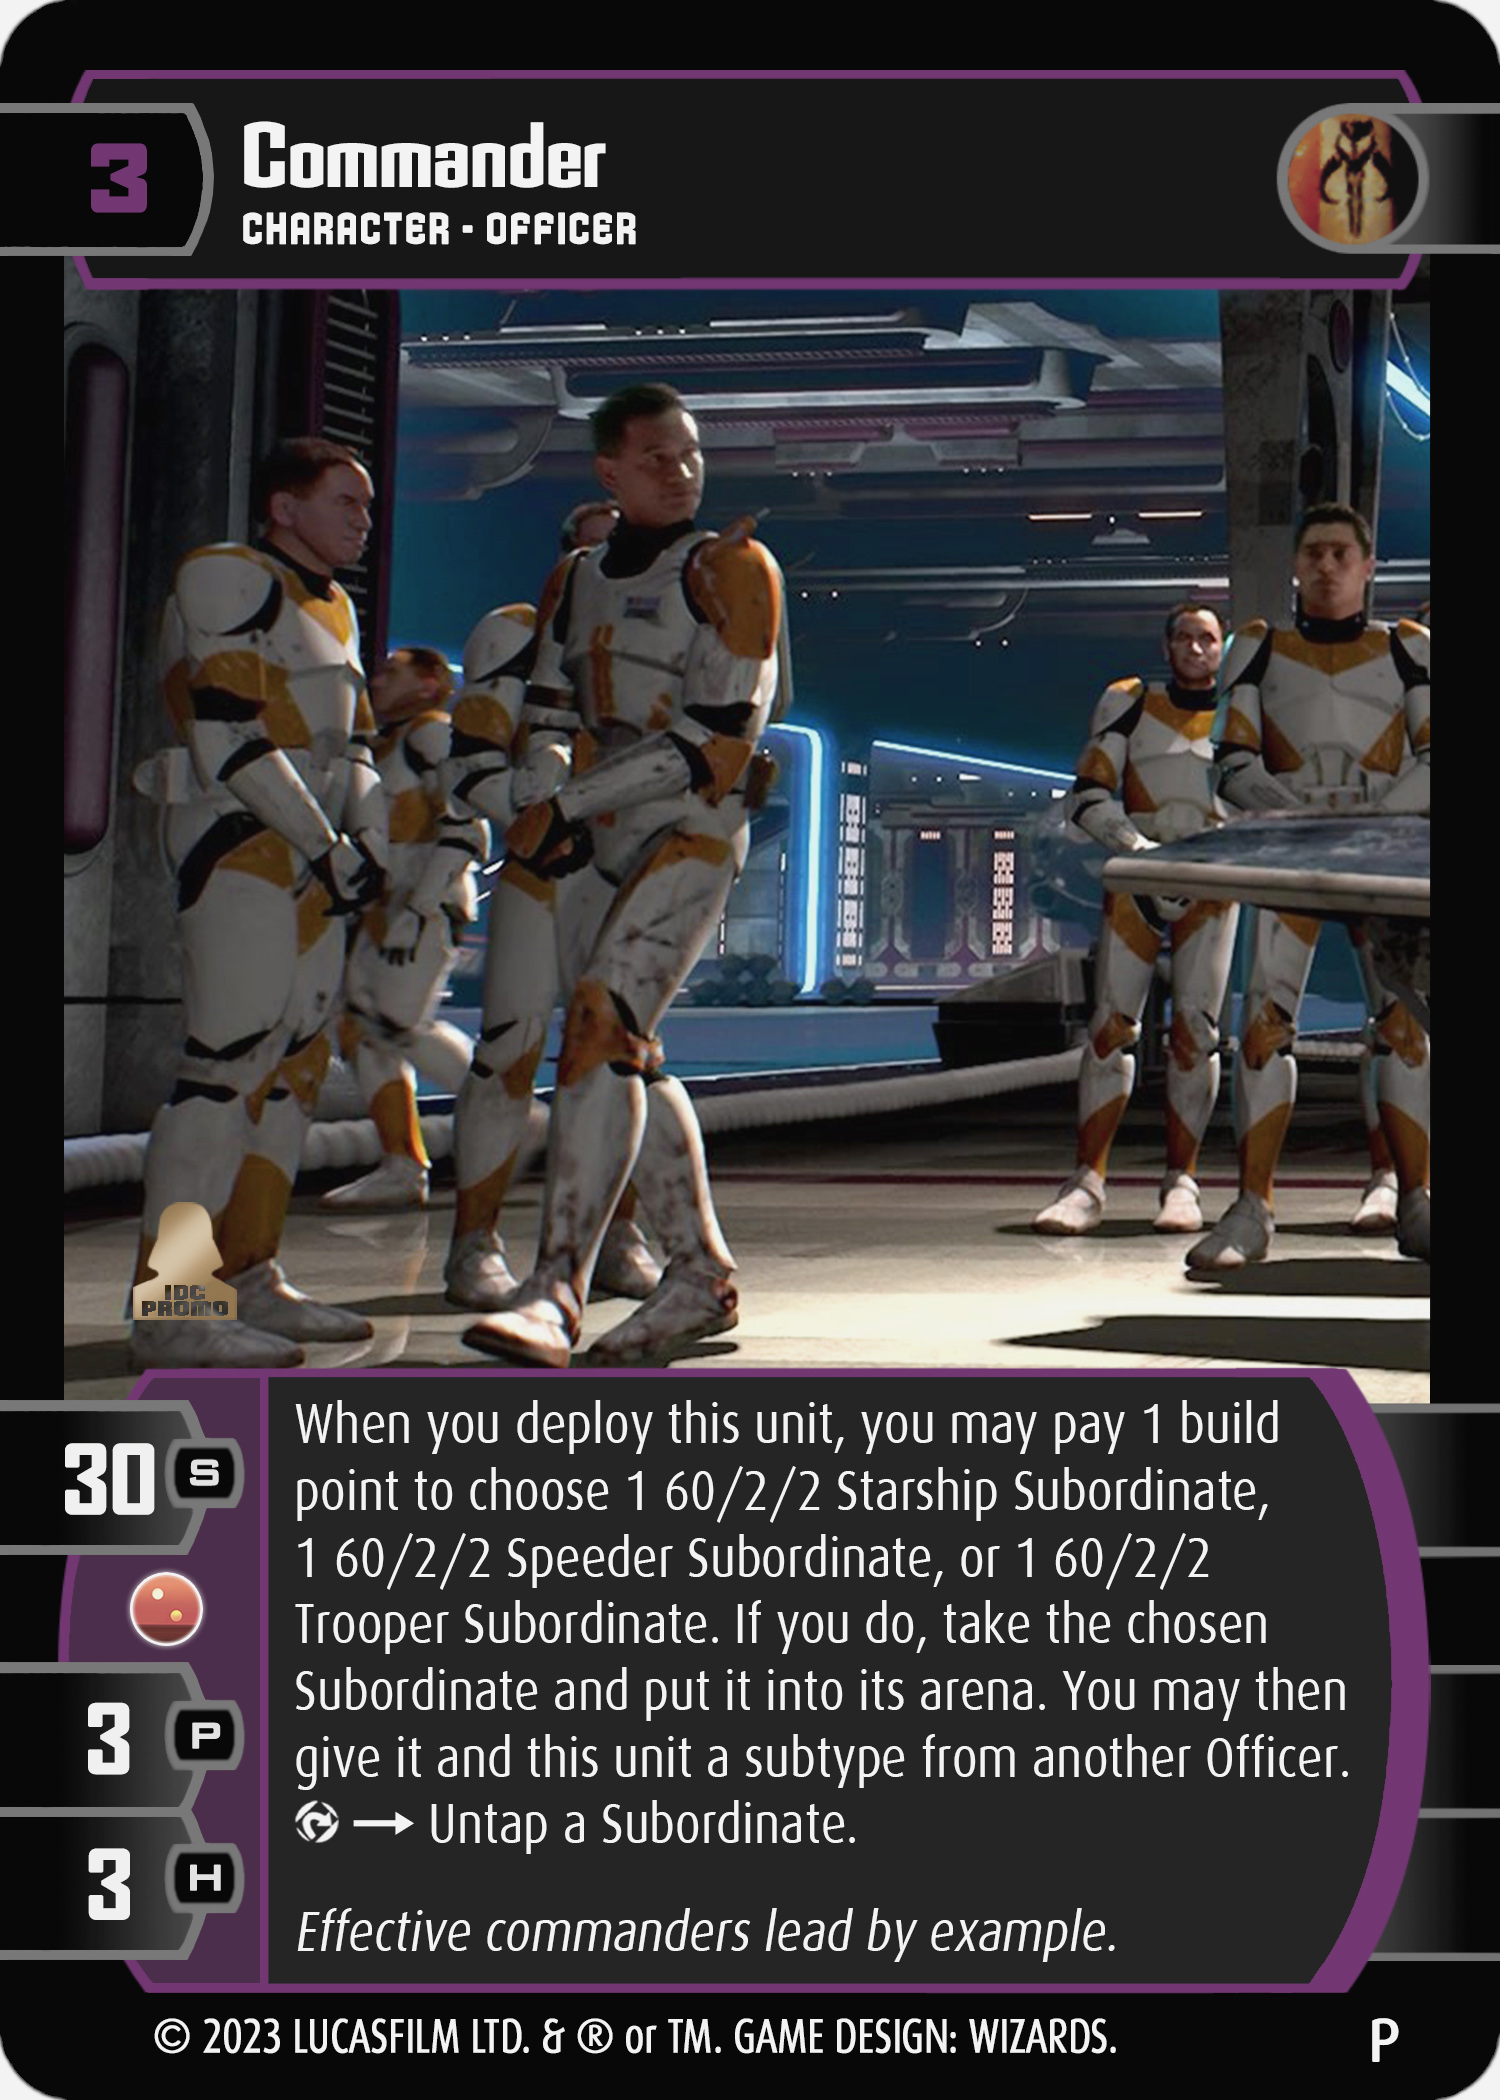 3
Commander
CHARACTER - OFFICER
IDC
PROMO
30 S
3 P
3 H
When you deploy this unit, you may pay 1 build
point to choose 1 60/2/2 Starship Subordinate,
1 60/2/2 Speeder Subordinate, or 1 60/2/2
Trooper Subordinate. If you do, take the chosen
Subordinate and put it into its arena. You may then
give it and this unit a subtype from another Officer.
→ Untap a Subordinate.
Effective commanders lead by example.
© 2023 LUCASFILM LTD. & ® or TM. GAME DESIGN: WIZARDS.
P